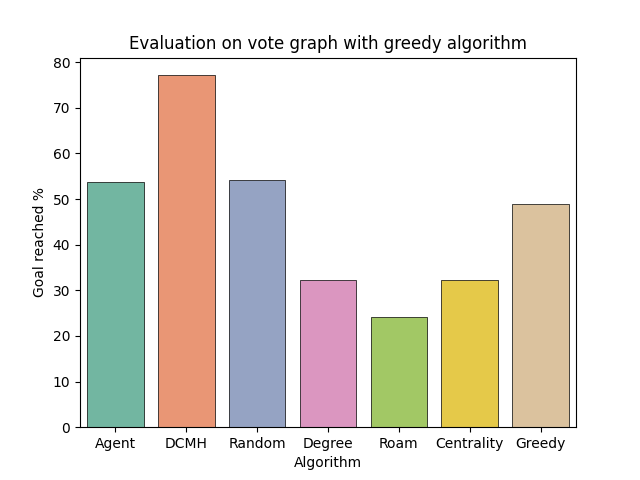 Evaluation on vote graph with greedy algorithm
80
70
60
50
40
30
20
10
0
Goal reached %
Agent DCMH Random Degree Roam Centrality Greedy
Algorithm